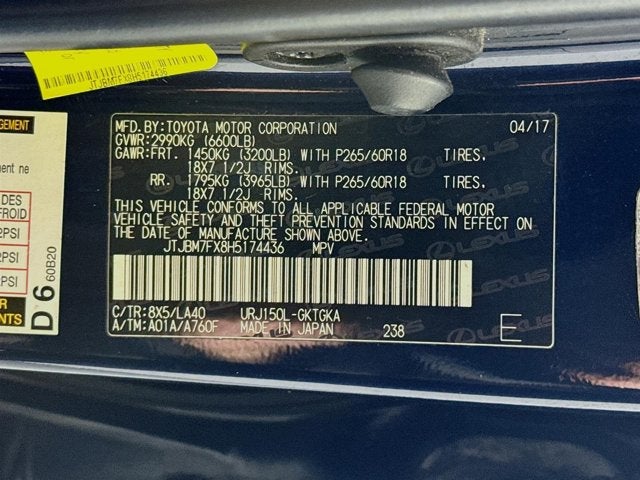 JTJBM7FX8H5174436
MFD.BY:TOYOTA MOTOR CORPORATION 04/17
GVWR:2990KG (6600LB)
GAWR:FRT. 1450KG (3200LB) WITH P265/60R18 TIRES,
18X7 1/2J RIMS.
RR. 1795KG (3965LB) WITH P265/60R18 TIRES,
18X7 1/2J RIMS.
THIS VEHICLE CONFORMS TO ALL APPLICABLE FEDERAL MOTOR
VEHICLE SAFETY AND THEFT PREVENTION STANDARDS IN EFFECT ON
THE DATE OF MANUFACTURE SHOWN ABOVE.
JTJBM7FX8H5174436 MPV
C/TR:8X5/LA40 URJ150L-GKTGKA
A/TM:A01A/A760F MADE IN JAPAN 238 E
LEXUS
D 6 60B20